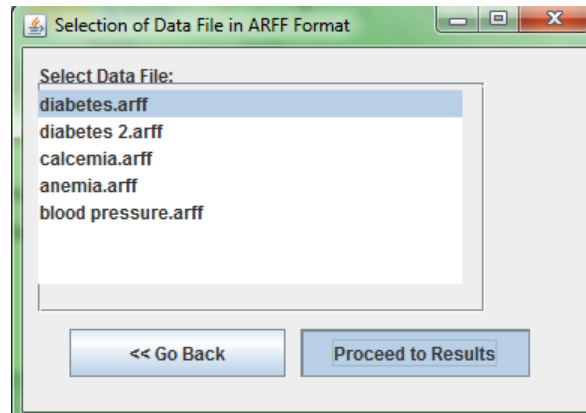 Selection of Data File in ARFF Format
Select Data File:
diabetes.arff
diabetes 2.arff
calcemia.arff
anemia.arff
blood pressure.arff
<< Go Back
Proceed to Results